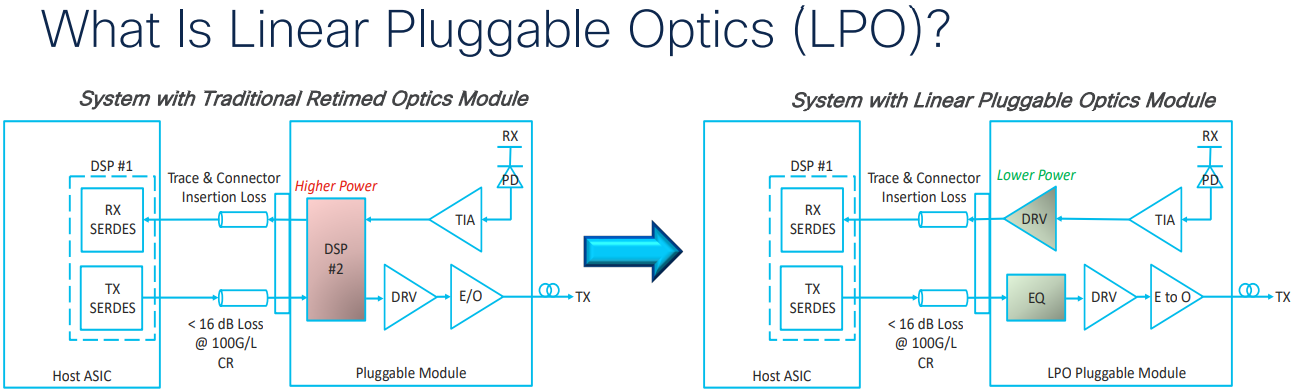 What Is Linear Pluggable Optics (LPO)?
System with Traditional Retimed Optics Module
DSP #1
RX
SERDES
TX
SERDES
Host ASIC
Trace & Connector
Insertion Loss
< 16 dB Loss
@ 100G/L
CR
Higher Power
DSP
#2
RX
PD
TIA
DRV
E/O
TX
Pluggable Module
System with Linear Pluggable Optics Module
DSP #1
RX
SERDES
TX
SERDES
Host ASIC
Trace & Connector
Insertion Loss
< 16 dB Loss
@ 100G/L
CR
Lower Power
DRV
RX
PD
TIA
EQ
DRV
E to O
TX
LPO Pluggable Module